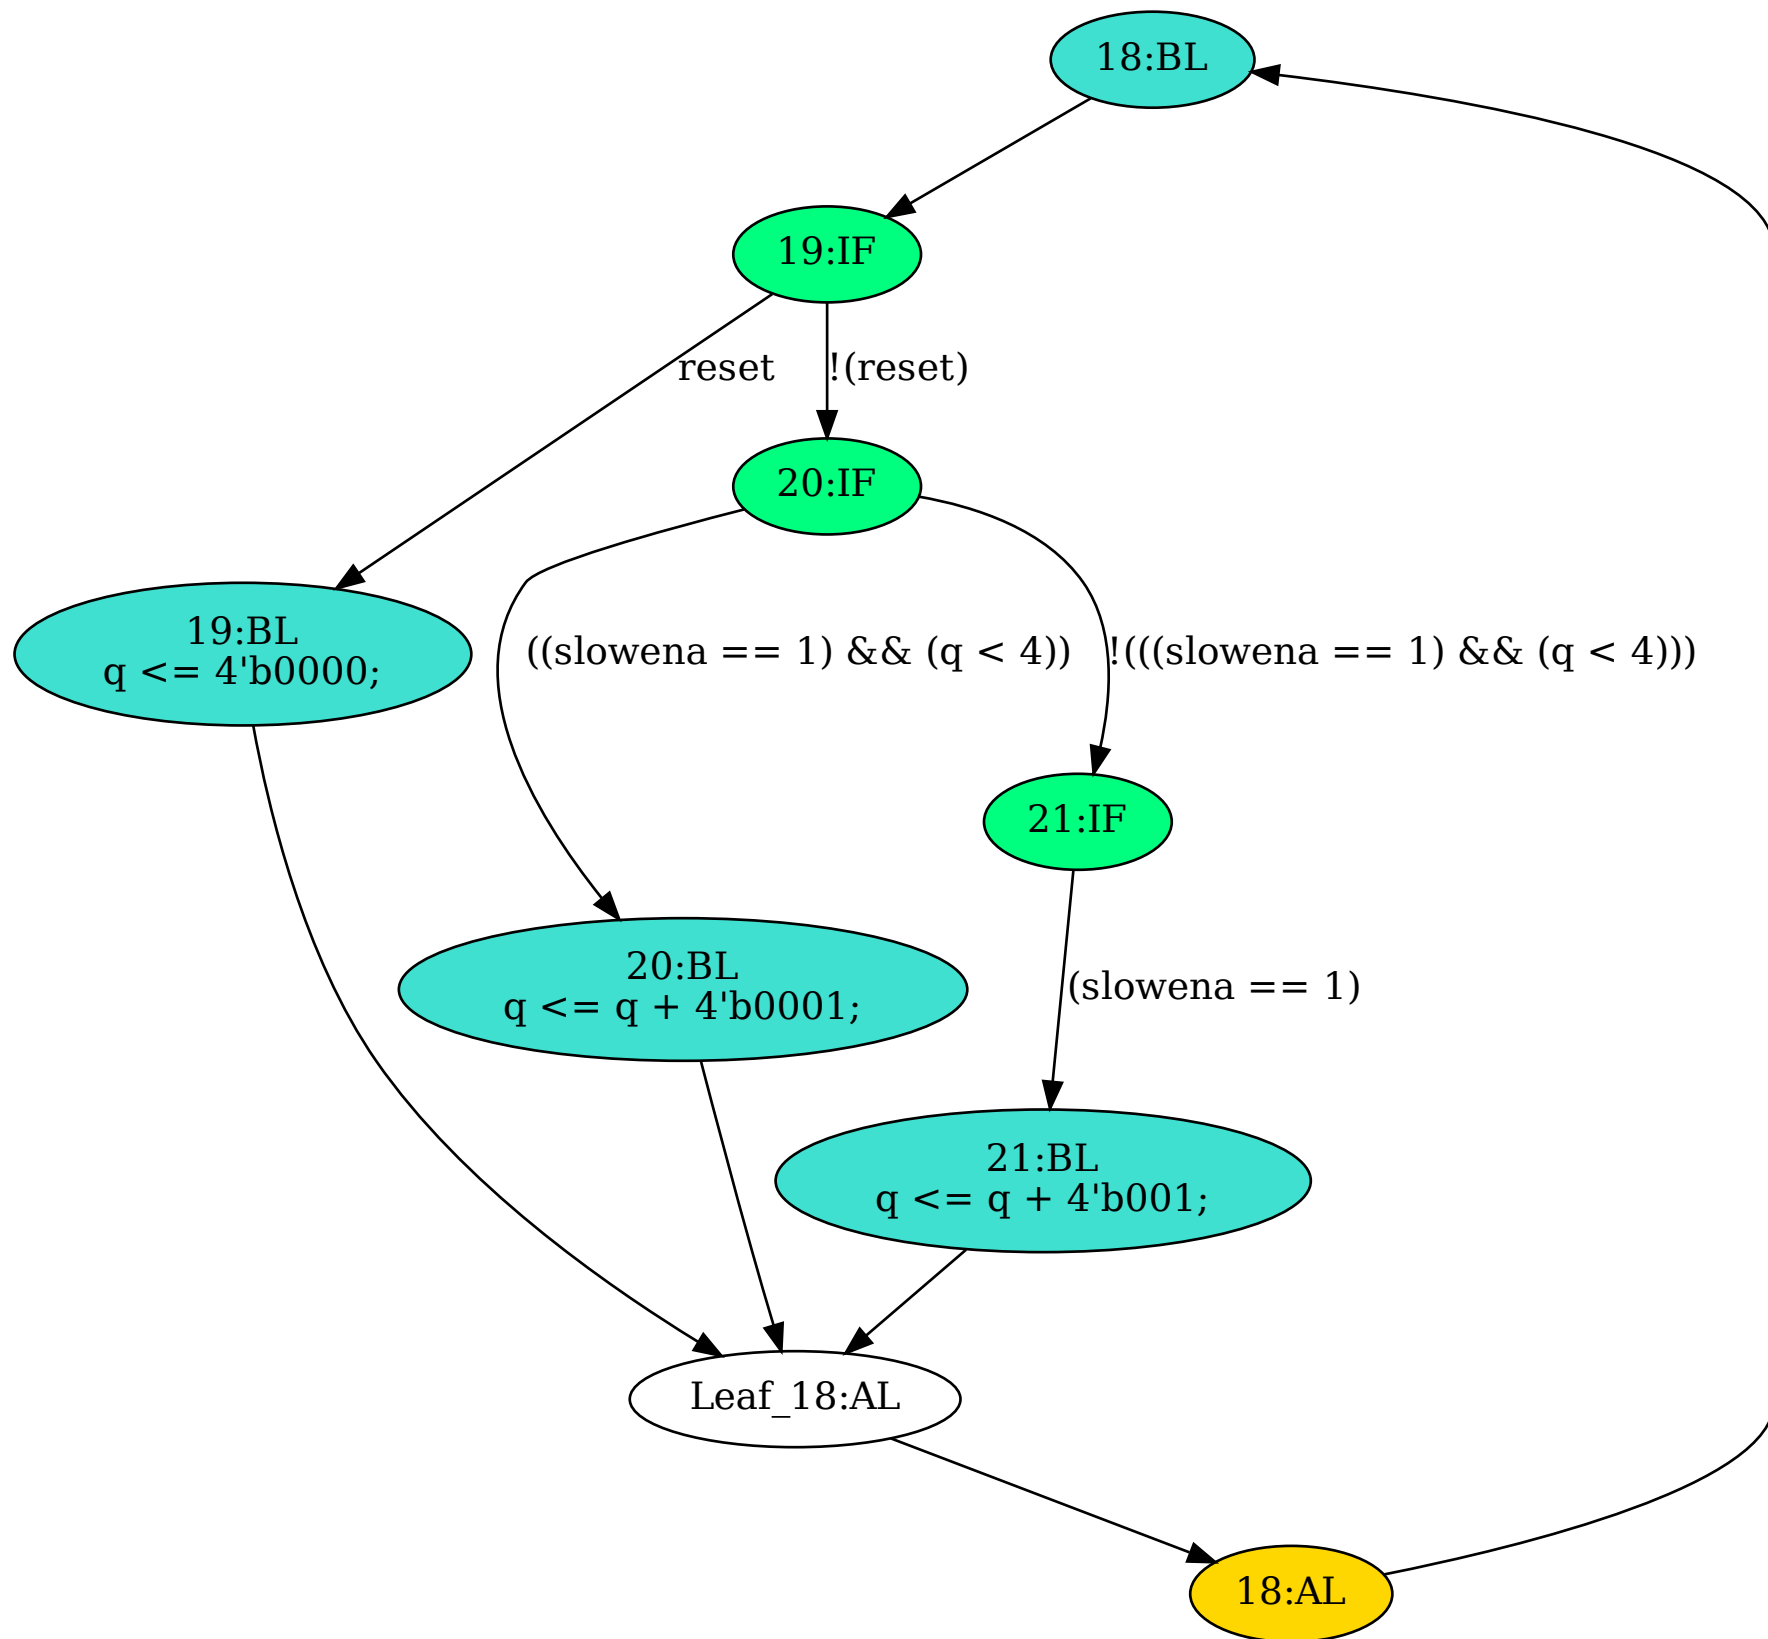 18:BL
19:IF
reset
!(reset)
20:IF
19:BL
q <= 4'b0000;
((slowena == 1) && (q < 4))
!(((slowena == 1) && (q < 4)))
21:IF
20:BL
q <= q + 4'b0001;
(slowena == 1)
21:BL
q <= q + 4'b001;
Leaf_18:AL
18:AL